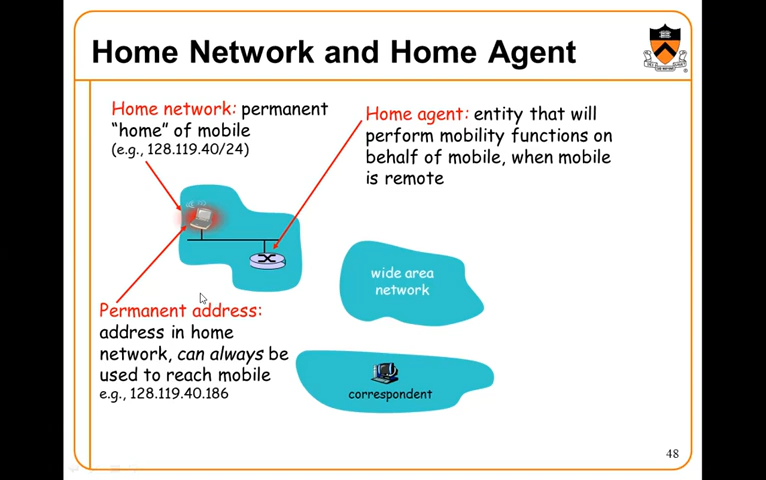 Home Network and Home Agent
Home network: permanent
“home” of mobile
(e.g., 128.119.40/24)
Home agent: entity that will
perform mobility functions on
behalf of mobile, when mobile
is remote
wide area
network
Permanent address:
address in home
network, can always be
used to reach mobile
e.g., 128.119.40.186
correspondent
48